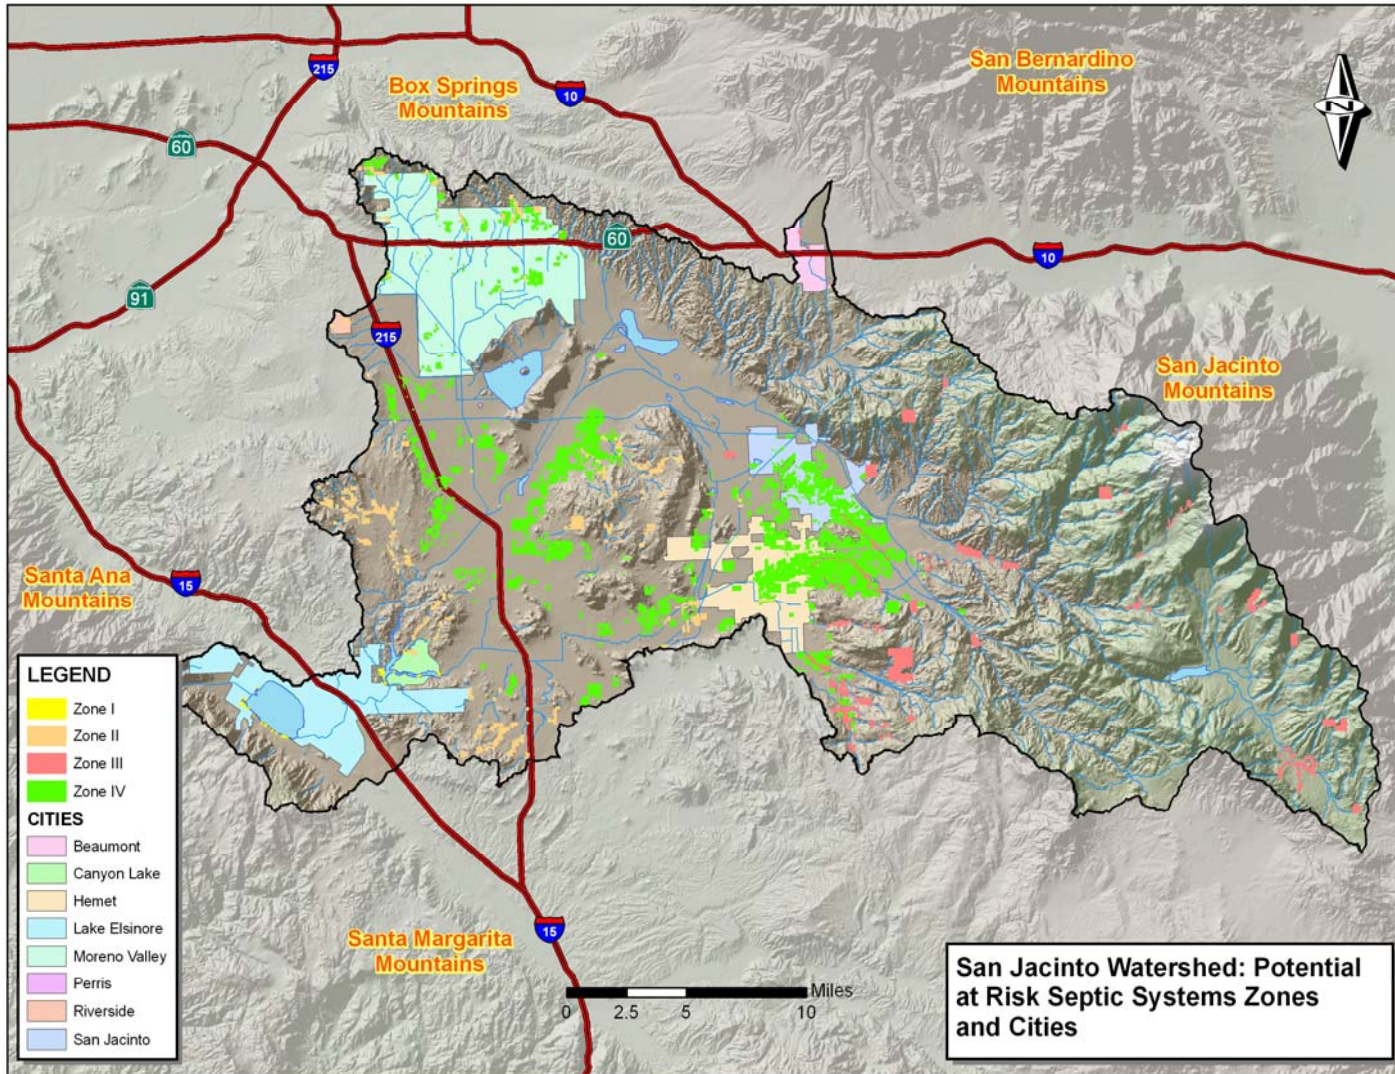 215
Box Springs
Mountains
10
San Bernardino
Mountains
N
60
60
10
91
215
San Jacinto
Mountains
Santa Ana
Mountains
15
LEGEND
Zone I
Zone II
Zone III
Zone IV
CITIES
Beaumont
Canyon Lake
Hemet
Lake Elsinore
Moreno Valley
Perris
Riverside
San Jacinto
Santa Margarita
Mountains
15
Miles
0 2.5 5 10
San Jacinto Watershed: Potential
at Risk Septic Systems Zones
and Cities